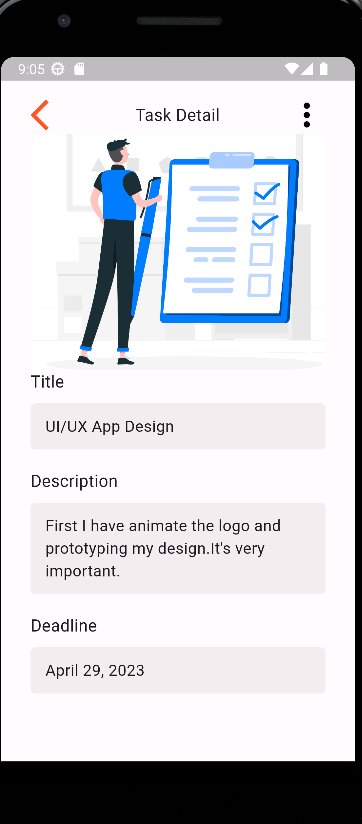 9:05
Task Detail
Title
UI/UX App Design
Description
First I have animate the logo and
prototyping my design.It's very
important.
Deadline
April 29, 2023